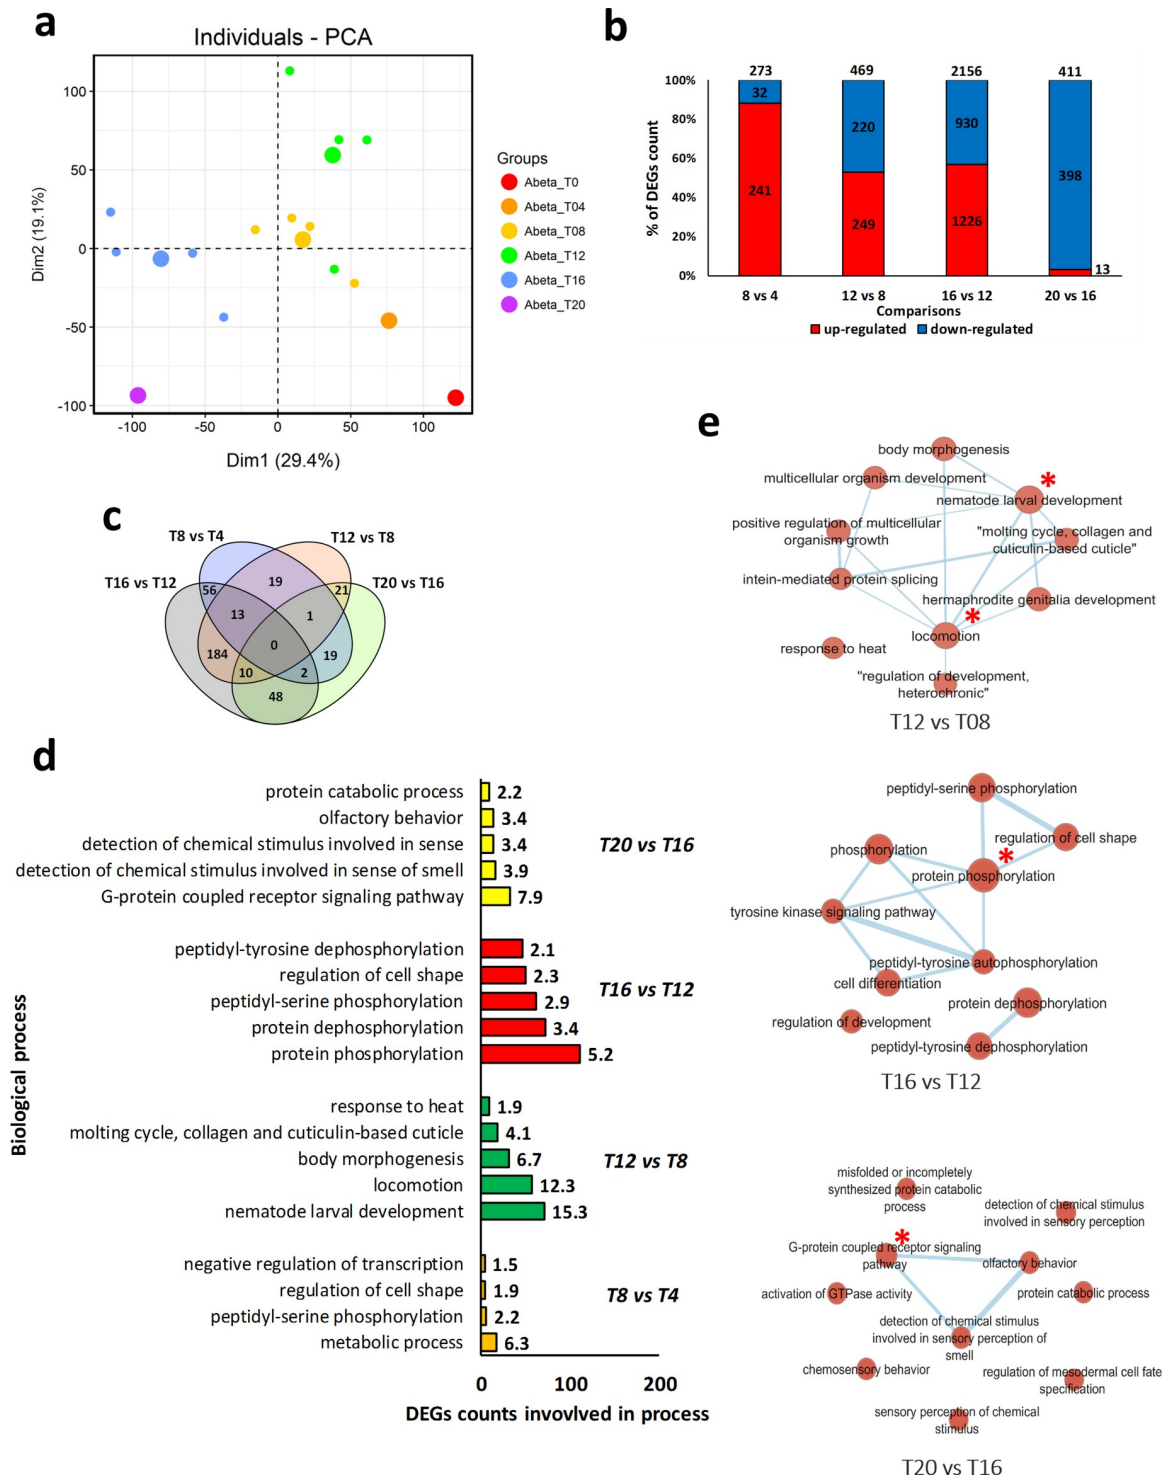 a
Individuals - PCA
Dim2 (19.1%)
100
50
0
-50
-100
-100
-50
0
50
100
Dim1 (29.4%)
Groups
Abeta_T0
Abeta_T04
Abeta_T08
Abeta_T12
Abeta_T16
Abeta_T20
b
% of DEGs count
100%
80%
60%
40%
20%
0%
273
469
2156
411
32
220
930
398
241
249
1226
13
8 vs 4
12 vs 8
16 vs 12
20 vs 16
Comparisons
up-regulated
down-regulated
c
T8 vs T4
T12 vs T8
T16 vs T12
T20 vs T16
56
19
21
13
1
184
0
19
10
2
48
d
Biological process
protein catabolic process
2.2
olfactory behavior
3.4
detection of chemical stimulus involved in sense
3.4
detection of chemical stimulus involved in sense of smell
3.9
G-protein coupled receptor signaling pathway
7.9
T20 vs T16
peptidyl-tyrosine dephosphorylation
2.1
regulation of cell shape
2.3
peptidyl-serine phosphorylation
2.9
protein dephosphorylation
3.4
protein phosphorylation
5.2
T16 vs T12
response to heat
1.9
molting cycle, collagen and cuticulin-based cuticle
4.1
body morphogenesis
6.7
locomotion
12.3
nematode larval development
15.3
T12 vs T8
negative regulation of transcription
1.5
regulation of cell shape
1.9
peptidyl-serine phosphorylation
2.2
metabolic process
6.3
T8 vs T4
0
100
200
DEGs counts invovlved in process
e
body morphogenesis
multicellular organism development
*
nematode larval development
positive regulation of multicellular
organism growth
"molting cycle, collagen and
cuticulin-based cuticle"
intein-mediated protein splicing
hermaphrodite genitalia development
*
locomotion
response to heat
"regulation of development,
heterochronic"
T12 vs T08
peptidyl-serine phosphorylation
regulation of cell shape
phosphorylation
*
protein phosphorylation
tyrosine kinase signaling pathway
peptidyl-tyrosine autophosphorylation
cell differentiation
protein dephosphorylation
regulation of development
peptidyl-tyrosine dephosphorylation
T16 vs T12
misfolded or incompletely
synthesized protein catabolic
process
detection of chemical stimulus
involved in sensory perception
*
G-protein coupled receptor signaling
pathway
olfactory behavior
activation of GTPase activity
protein catabolic process
detection of chemical stimulus
involved in sensory perception of
smell
chemosensory behavior
regulation of mesodermal cell fate
specification
sensory perception of chemical
stimulus
T20 vs T16